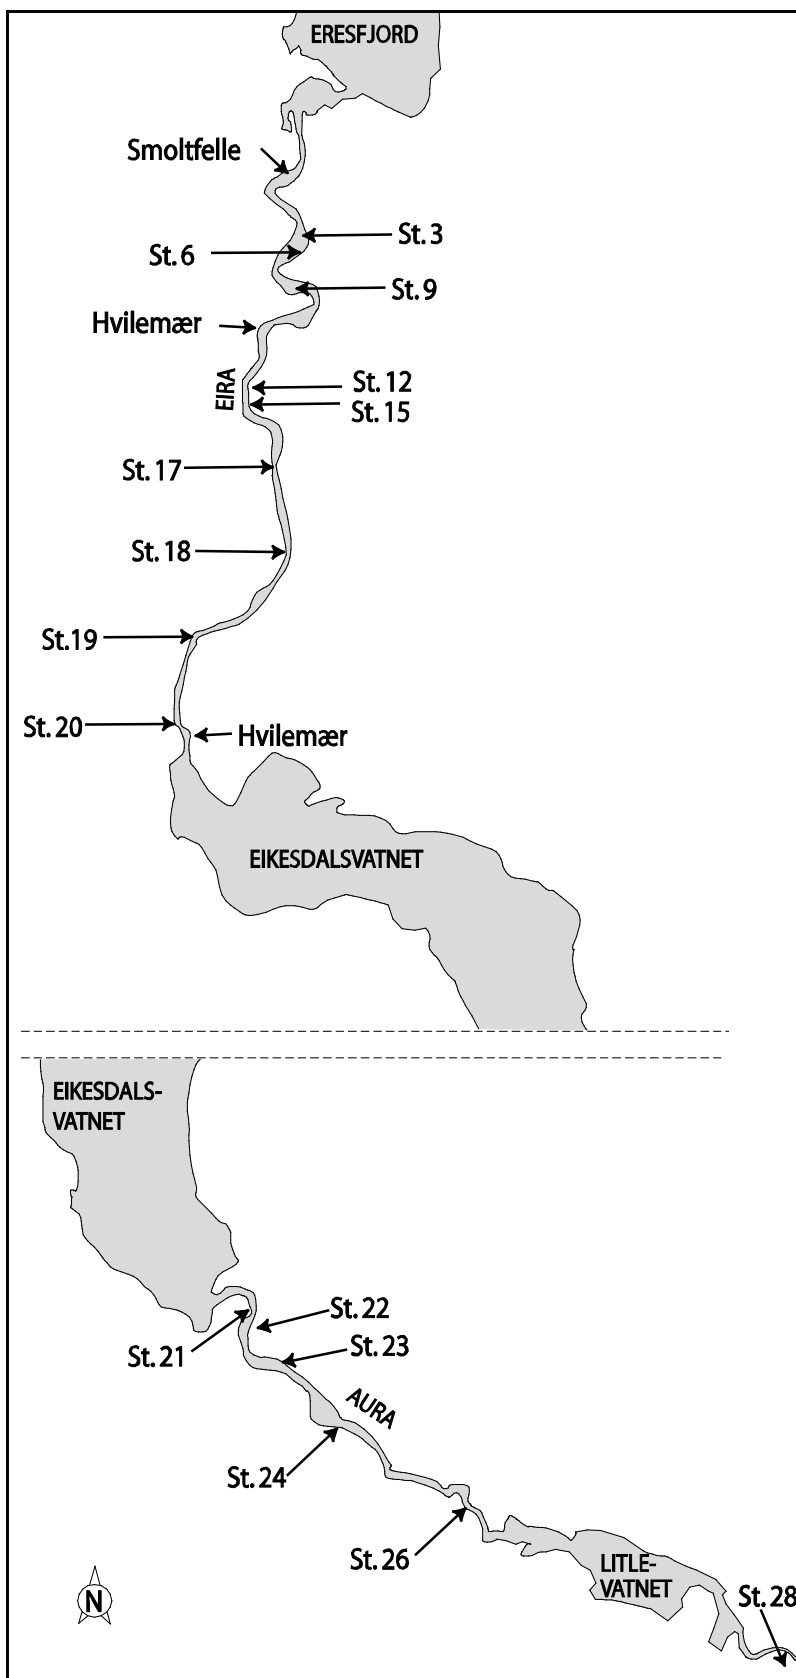 ERESFJORD
Smoltfelle
St. 3
St. 6
St. 9
Hvilemær
EIRA
St. 12
St. 15
St. 17
St. 18
St.19
St. 20
Hvilemær
EIKESDALSVATNET
EIKESDALS-
VATNET
St. 22
St. 21
St. 23
AURA
St. 24
St. 26
LITLE-
VATNET
St. 28
N